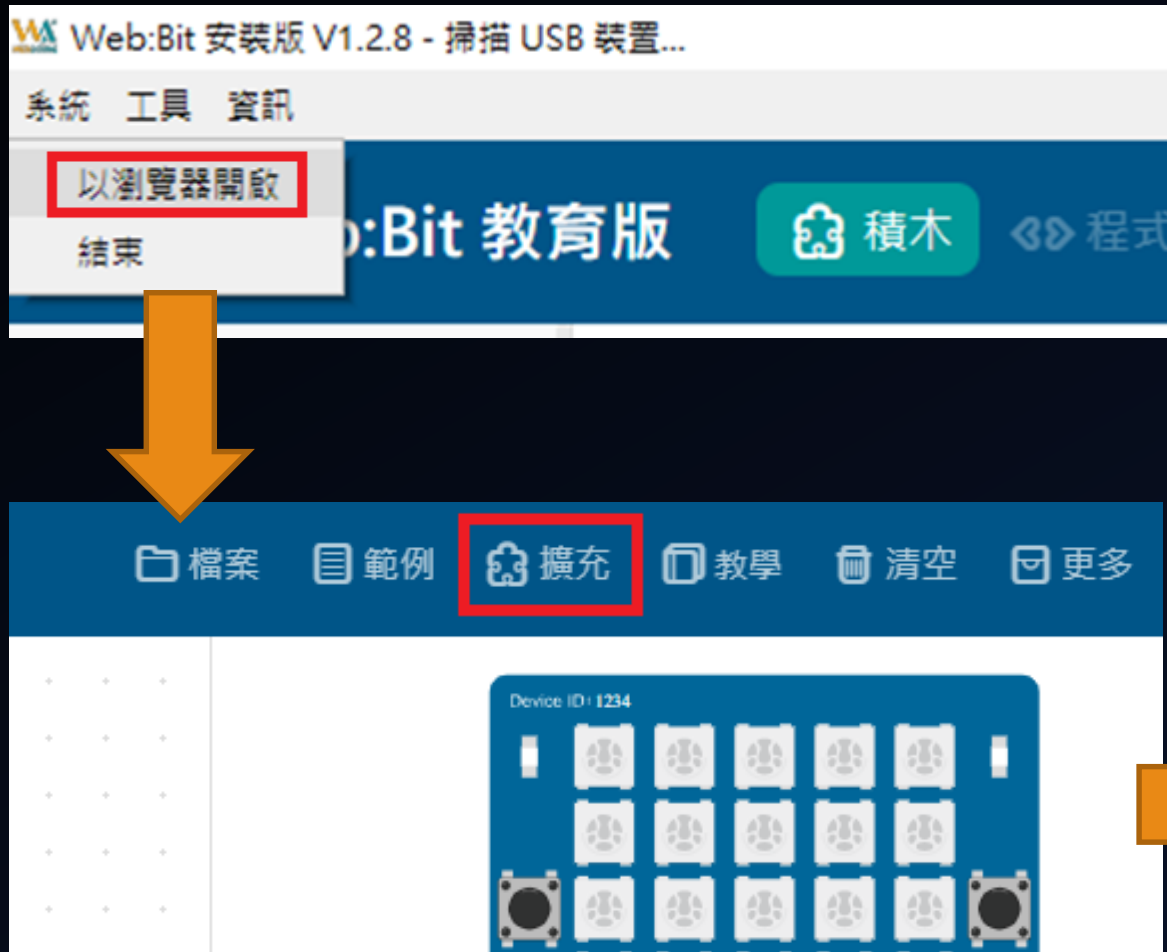 Web:Bit 安裝版 V1.2.8 - 掃描 USB 裝置...
系統 工具 資訊
以瀏覽器開啟
結束
:Bit 教育版 積木 程式
檔案 範例 擴充 教學 清空 更多
Device ID: 1234